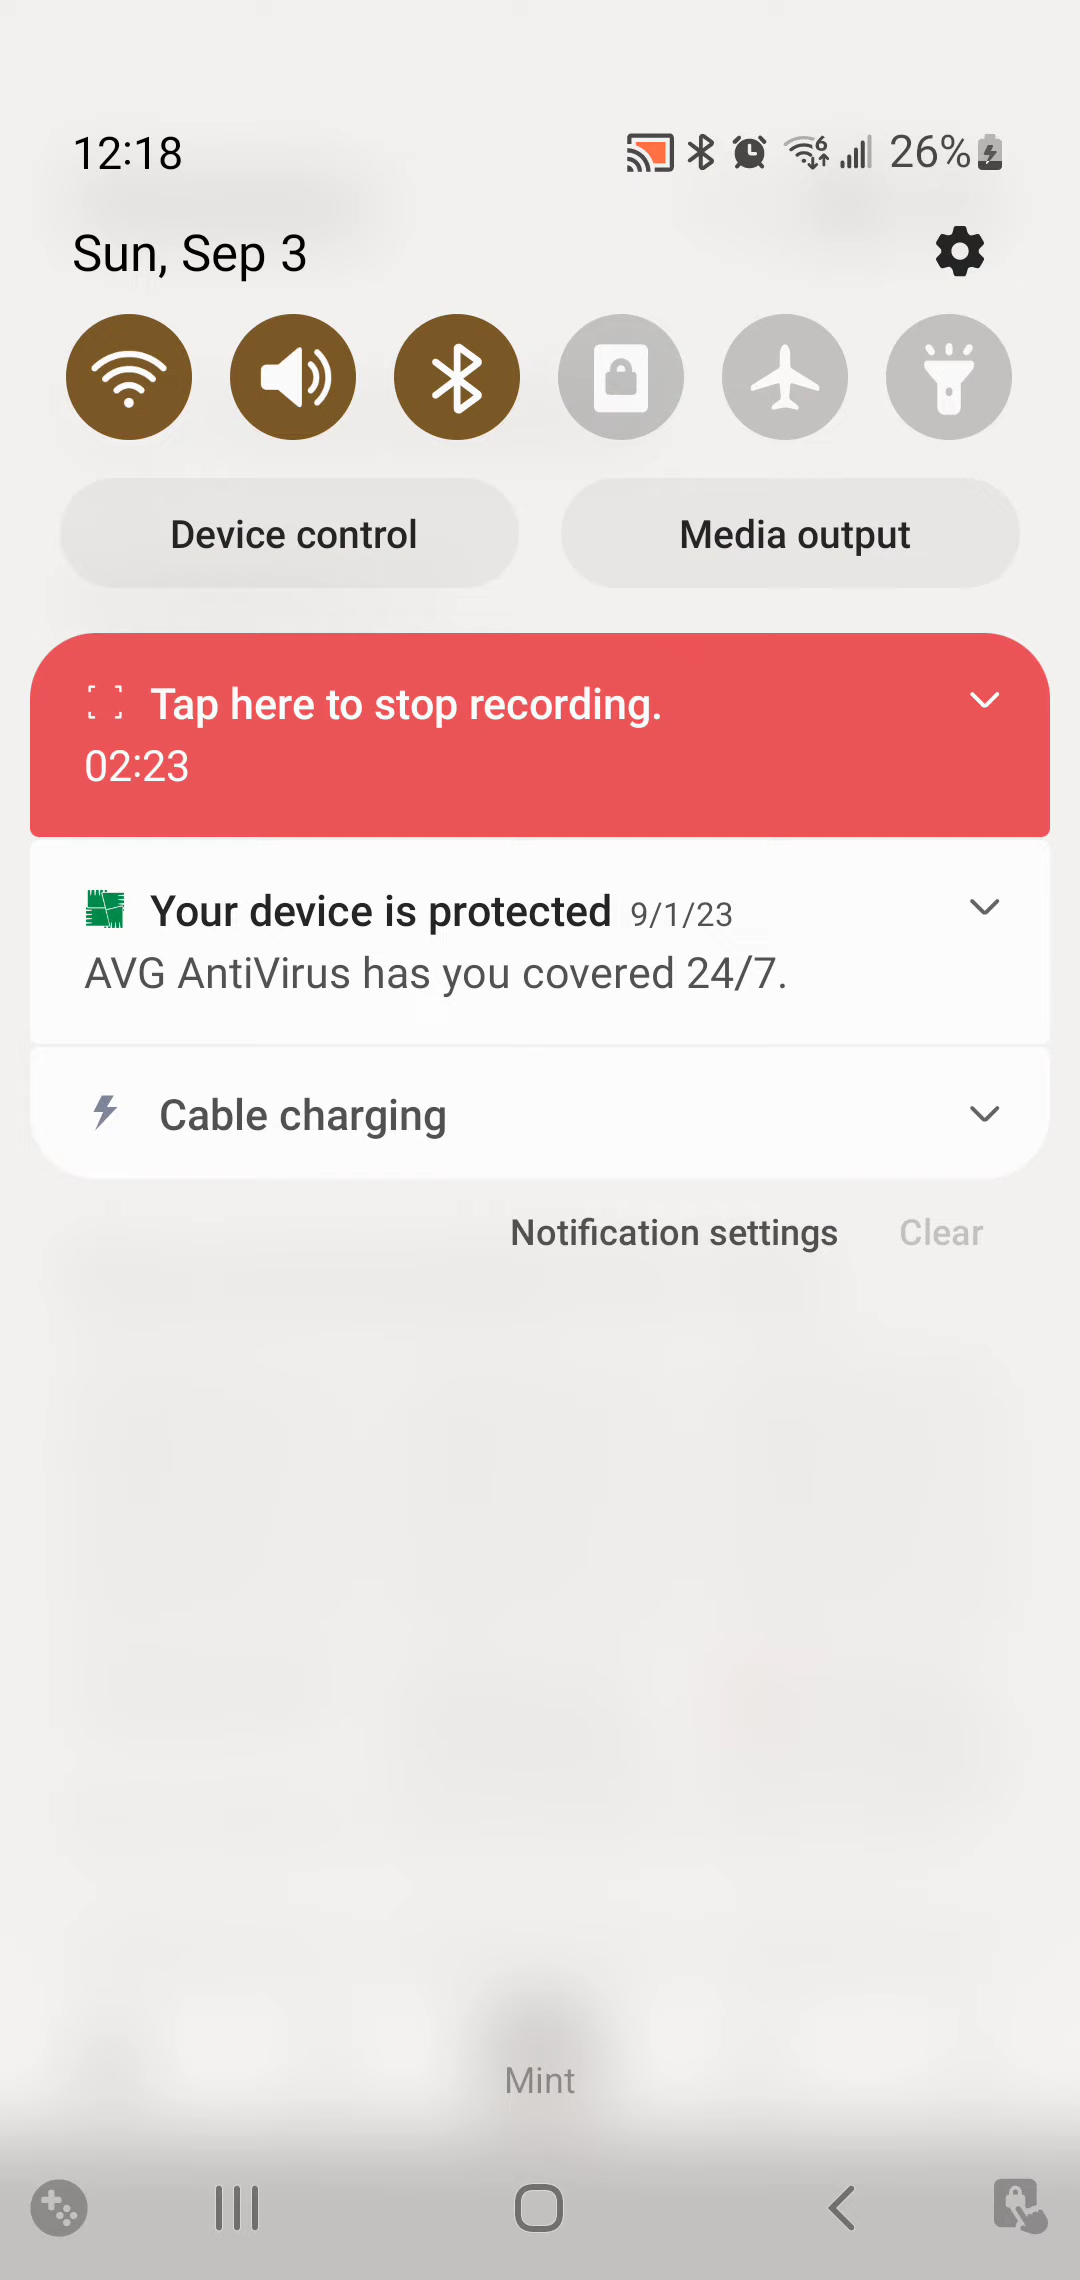 12:18
26%
Sun, Sep 3
Device control
Media output
Tap here to stop recording.
02:23
Your device is protected 9/1/23
AVG AntiVirus has you covered 24/7.
Cable charging
Notification settings
Clear
Mint